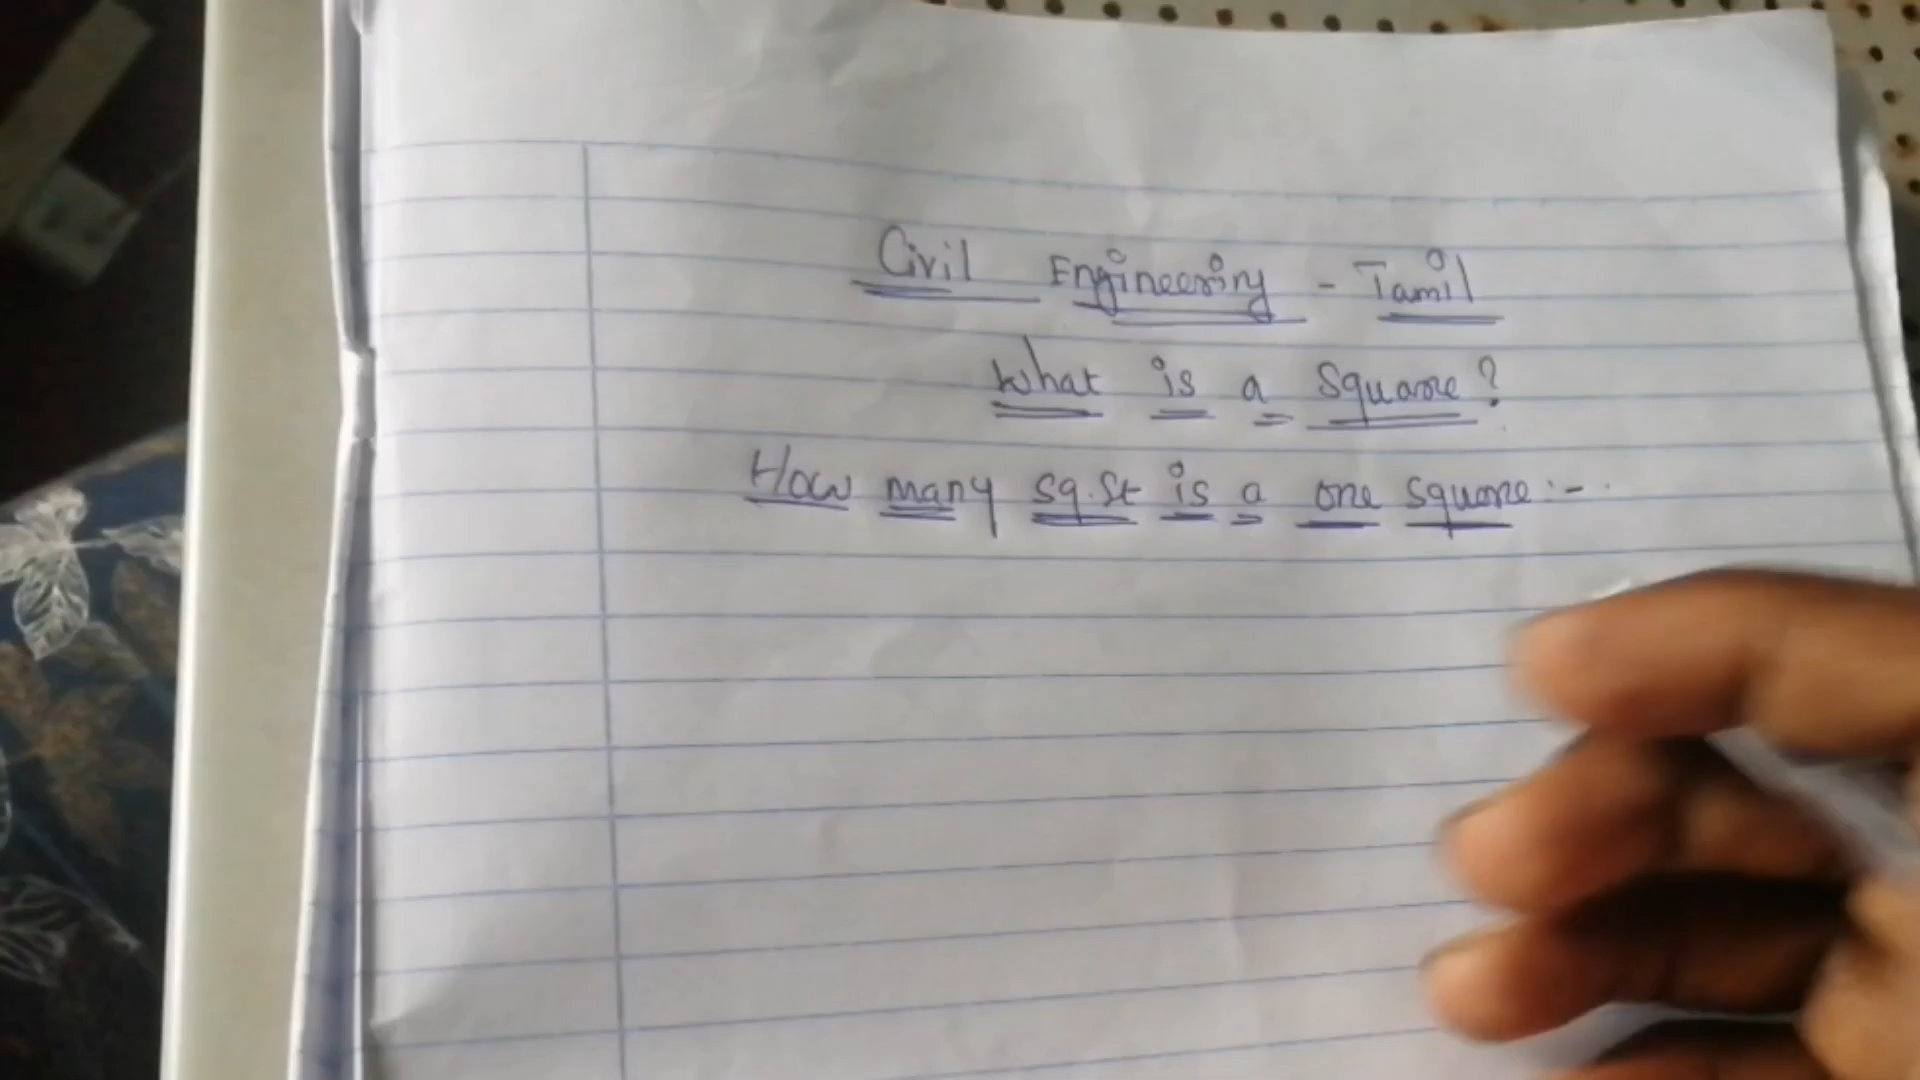 Civil Engineering - Tamil
What is a Square?
How many sq.ft is a one square:-